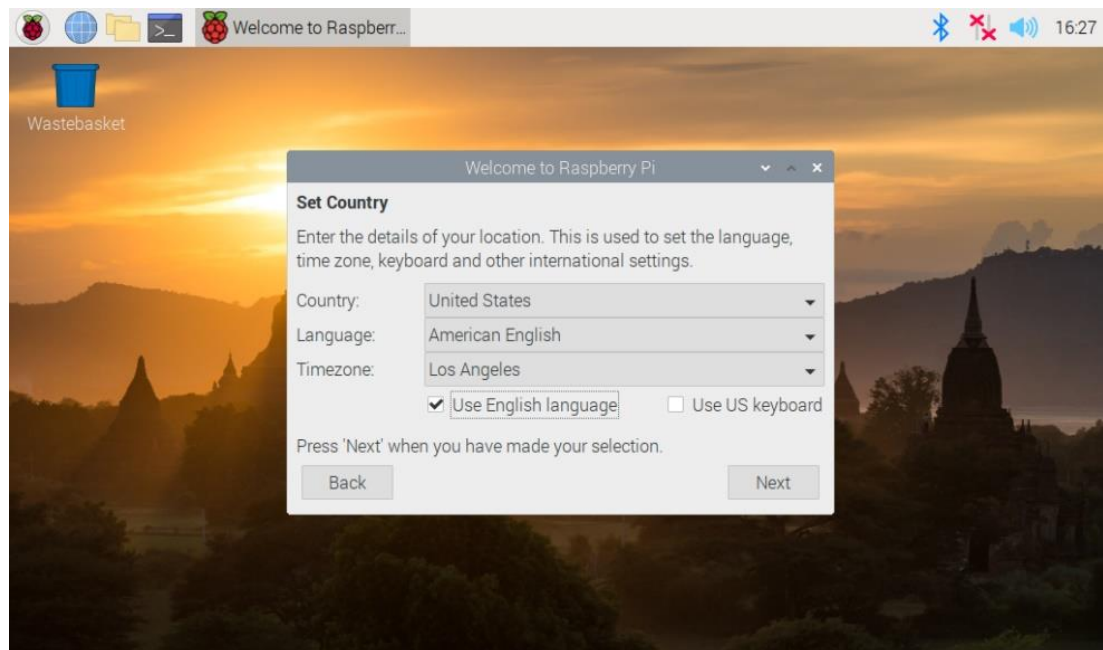 Welcome to Raspberr... 16:27
Wastebasket
Welcome to Raspberry Pi
Set Country
Enter the details of your location. This is used to set the language,
time zone, keyboard and other international settings.
Country: United States
Language: American English
Timezone: Los Angeles
Use English language Use US keyboard
Press 'Next' when you have made your selection.
Back Next